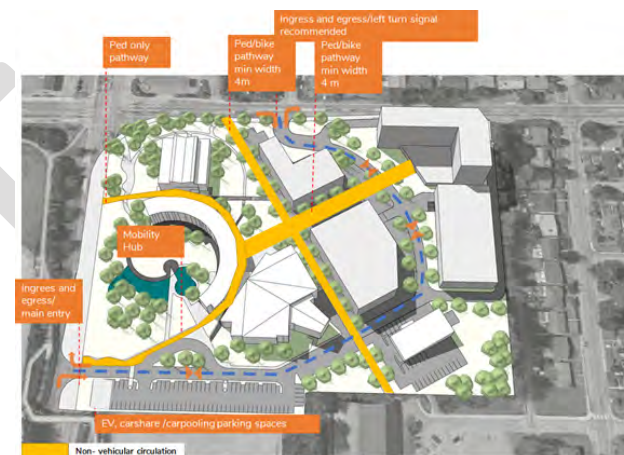 Ingress and egress/left turn signal
recommended
Ped only
pathway
Ped/bike
pathway
min width
4m
Ped/bike
pathway
min width
4 m
Mobility
Hub
ingrees and
egress/
main entry
EV, carshare /carpooling parking spaces
Non- vehicular circulation